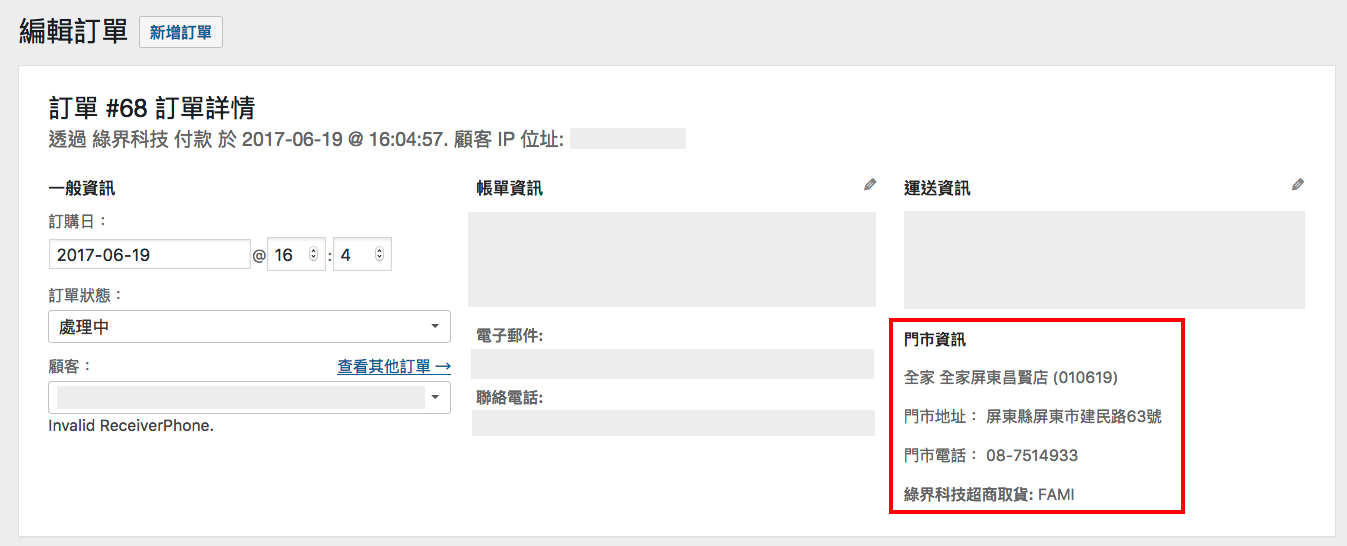 編輯訂單 新增訂單
訂單 #68 訂單詳情
透過 綠界科技 付款 於 2017-06-19 @ 16:04:57. 顧客 IP 位址:
一般資訊
訂購日：
2017-06-19 @ 16 : 4
訂單狀態：
處理中
顧客： 查看其他訂單 →
Invalid ReceiverPhone.
帳單資訊
電子郵件:
聯絡電話:
運送資訊
門市資訊
全家 全家屏東昌賢店 (010619)
門市地址： 屏東縣屏東市建民路63號
門市電話： 08-7514933
綠界科技超商取貨: FAMI